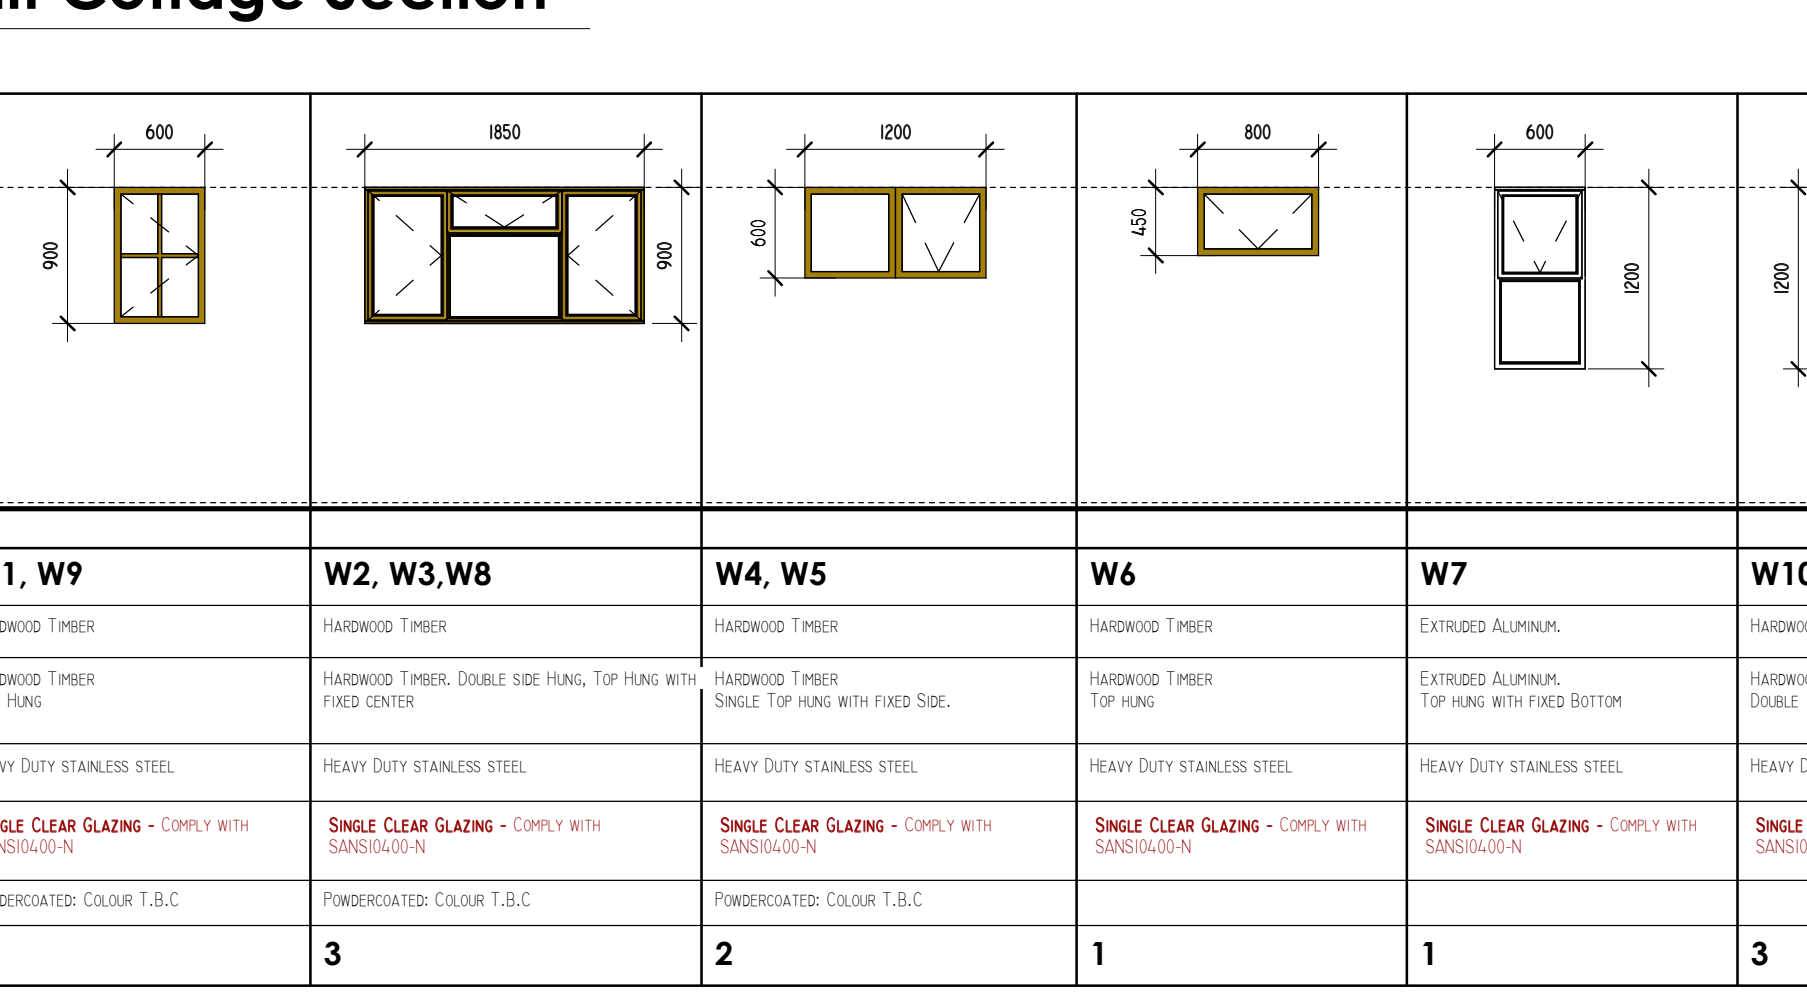 Cottage Section
600
1850
1200
800
600
900
900
600
450
1200
1200
1, W9
W2, W3,W8
W4, W5
W6
W7
W10
DWOOD TIMBER
HARDWOOD TIMBER
HARDWOOD TIMBER
HARDWOOD TIMBER
EXTRUDED ALUMINUM.
HARDWOO
DWOOD TIMBER
HUNG
HARDWOOD TIMBER. DOUBLE SIDE HUNG, TOP HUNG WITH
FIXED CENTER
HARDWOOD TIMBER
SINGLE TOP HUNG WITH FIXED SIDE.
HARDWOOD TIMBER
TOP HUNG
EXTRUDED ALUMINUM.
TOP HUNG WITH FIXED BOTTOM
HARDWOO
DOUBLE
VY DUTY STAINLESS STEEL
HEAVY DUTY STAINLESS STEEL
HEAVY DUTY STAINLESS STEEL
HEAVY DUTY STAINLESS STEEL
HEAVY DUTY STAINLESS STEEL
HEAVY D
GLE CLEAR GLAZING - COMPLY WITH
NS10400-N
SINGLE CLEAR GLAZING - COMPLY WITH
SANS10400-N
SINGLE CLEAR GLAZING - COMPLY WITH
SANS10400-N
SINGLE CLEAR GLAZING - COMPLY WITH
SANS10400-N
SINGLE CLEAR GLAZING - COMPLY WITH
SANS10400-N
SINGLE
SANS10
DERCOATED: COLOUR T.B.C
POWDERCOATED: COLOUR T.B.C
POWDERCOATED: COLOUR T.B.C
3
2
1
1
3